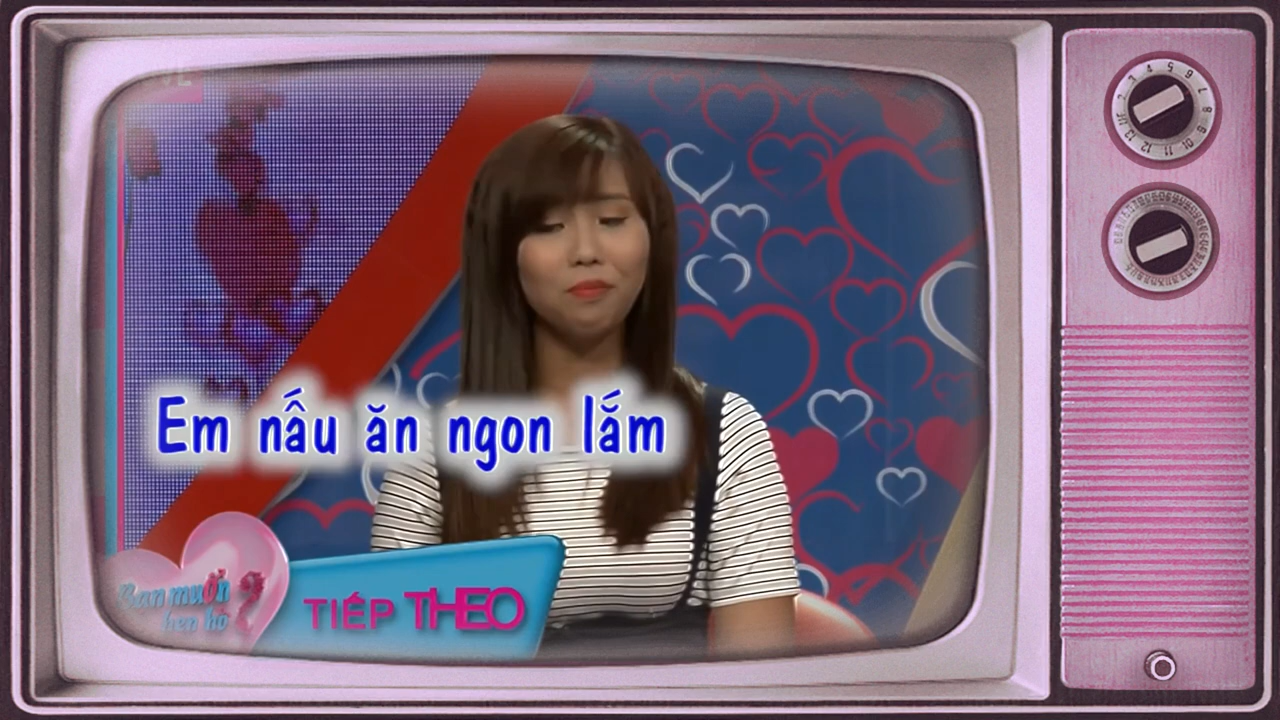 Em nấu ăn ngon lắm
Bạn muốn
hẹn hò
?
TIẾP THEO